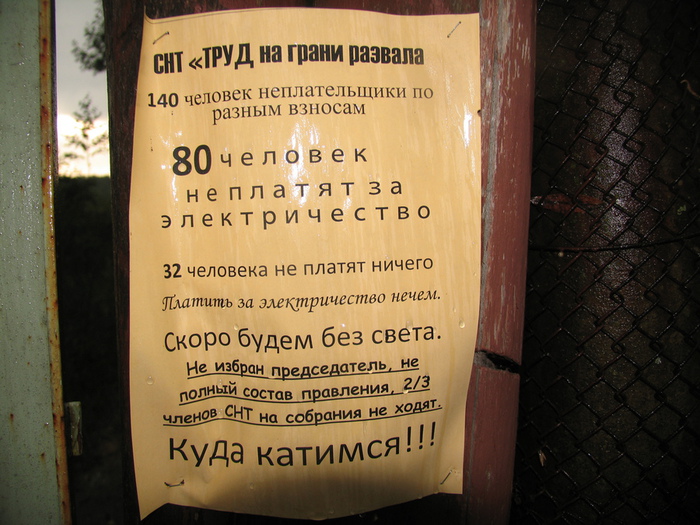 СНТ «ТРУД на грани развала
140 человек неплательщики по
разным взносам
80 человек
неплатят за
электричество
32 человека не платят ничего
Платить за электричество нечем.
Скоро будем без света.
Не избран председатель, не
полный состав правления, 2/3
членов СНТ на собрания не ходят.
Куда катимся!!!